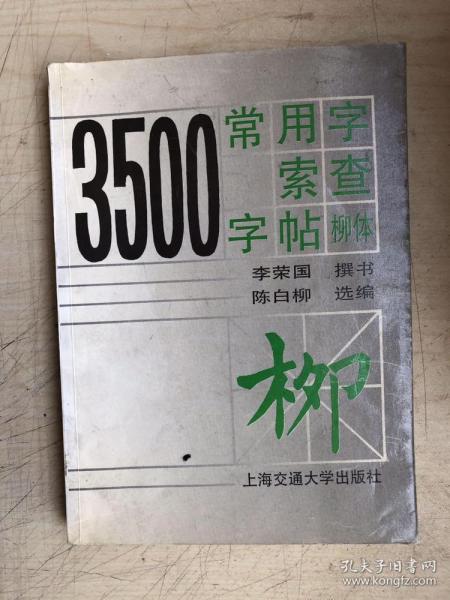 3500
常用字
索查
字帖 柳体
李荣国 撰书
陈白柳 选编
柳
上海交通大学出版社
孔夫子旧书网
www.kongfz.com